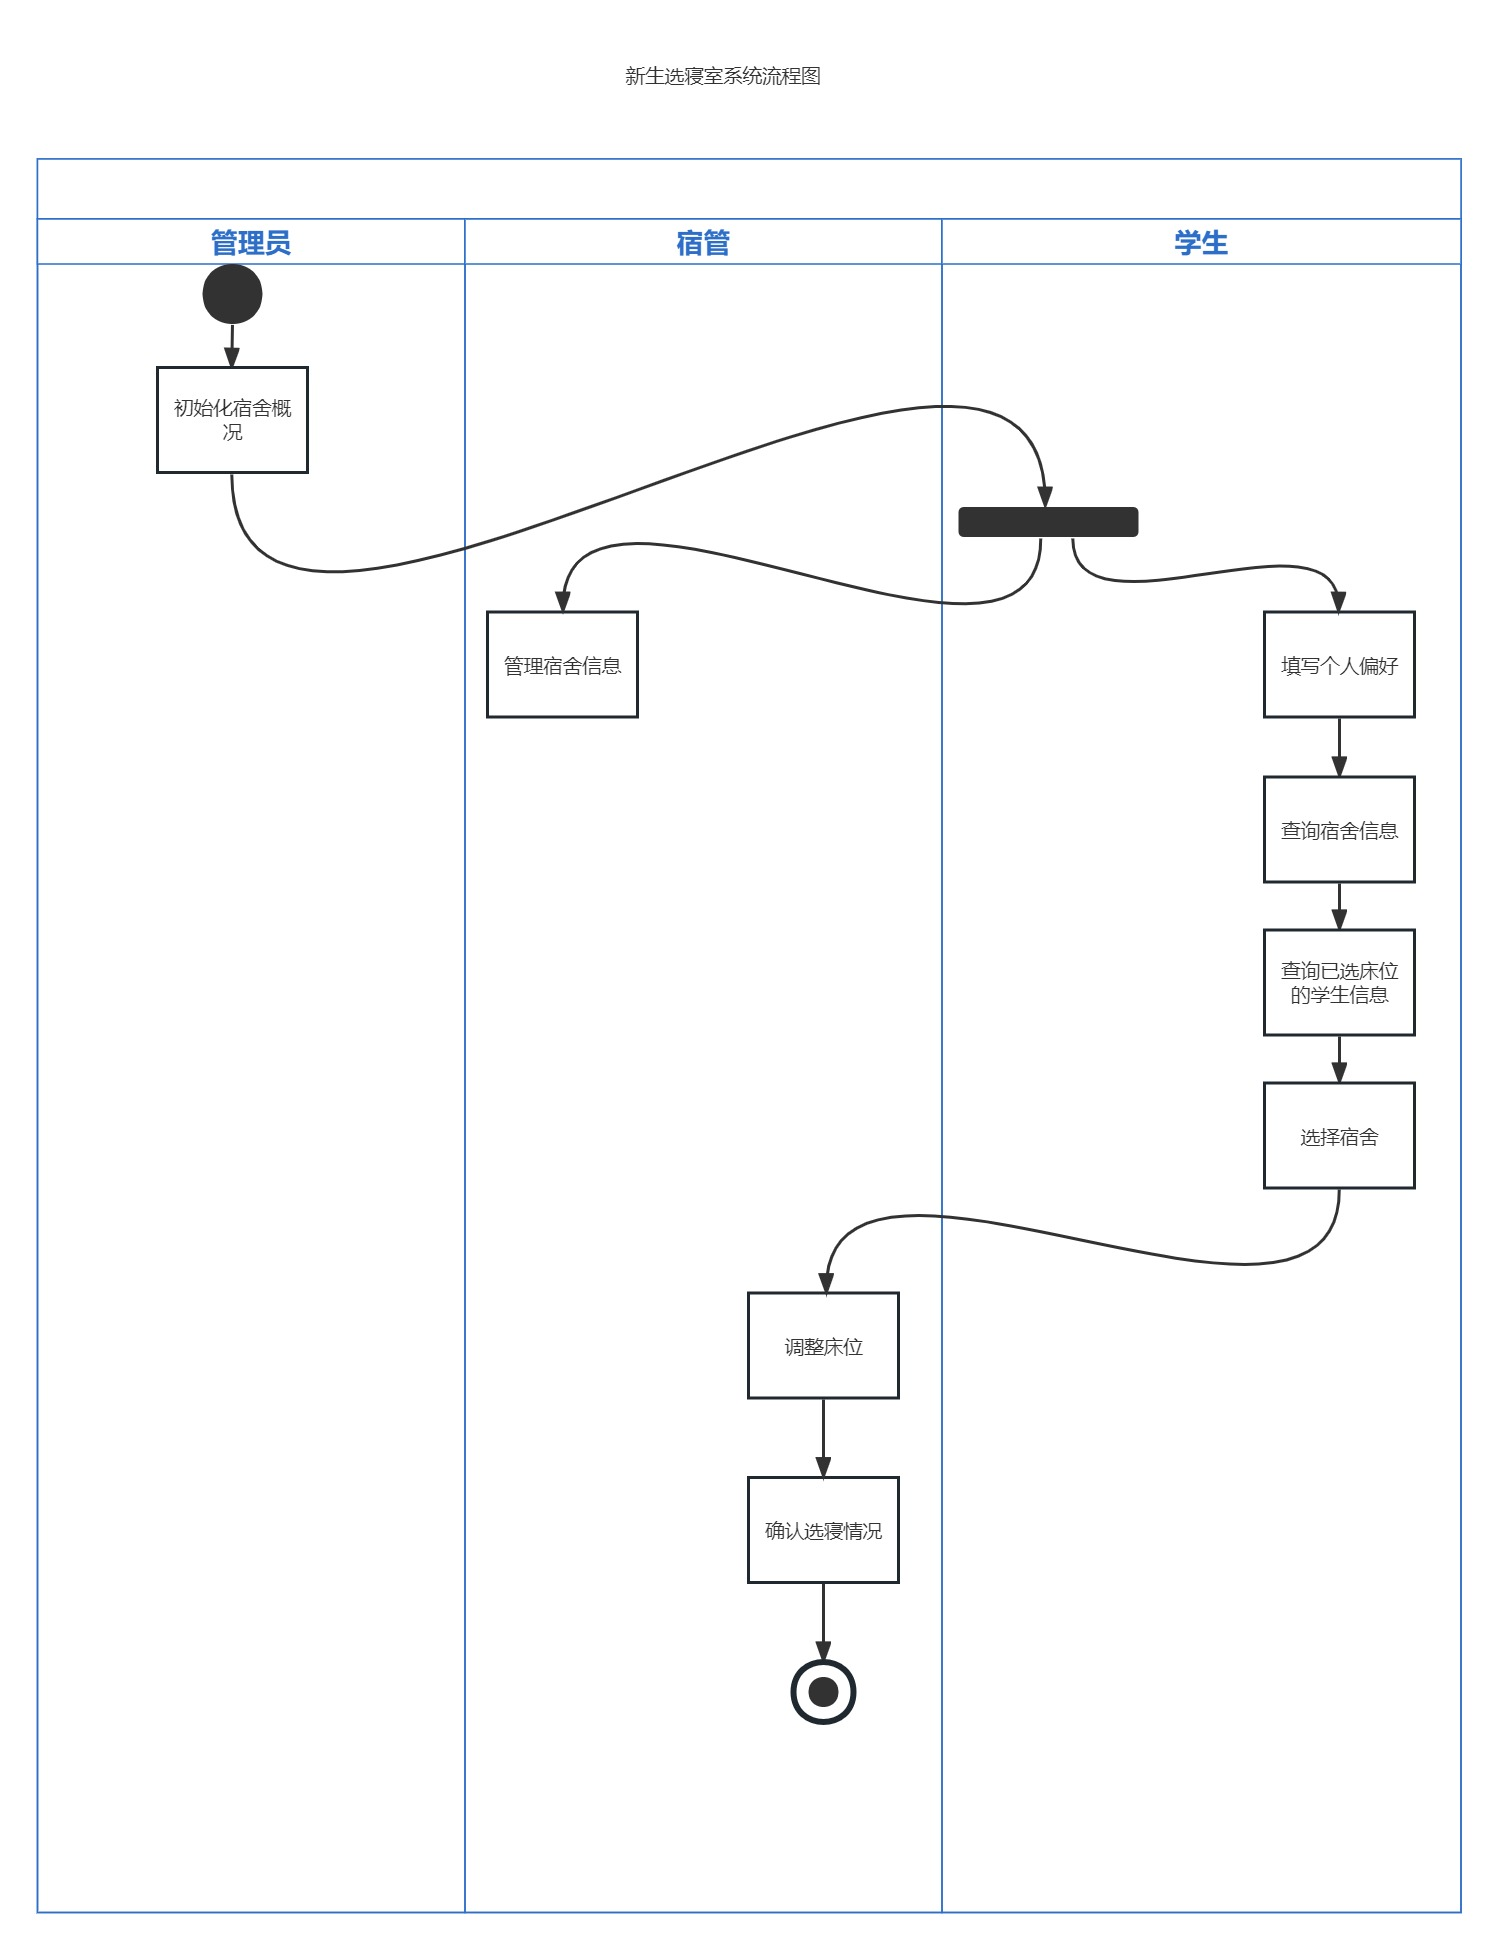 新生选寝室系统流程图
管理员
宿管
学生
初始化宿舍概
况
管理宿舍信息
填写个人偏好
查询宿舍信息
查询已选床位
的学生信息
选择宿舍
调整床位
确认选寝情况